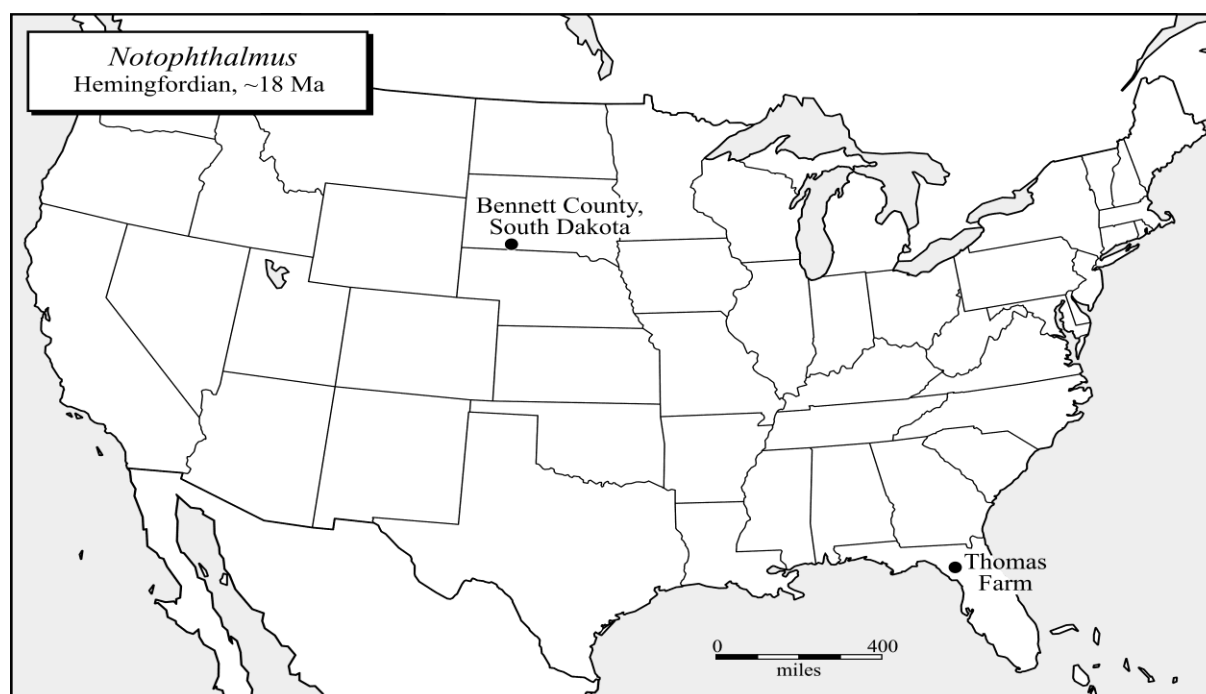 Notophthalmus
Hemingfordian, ~18 Ma
Bennett County,
South Dakota
Thomas
Farm
0 400
miles